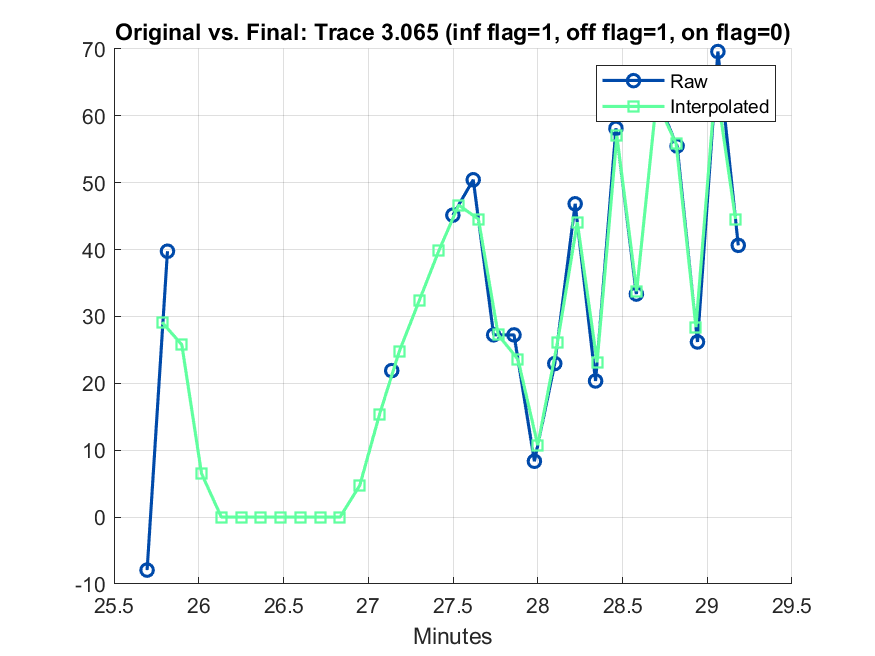 Original vs. Final: Trace 3.065 (inf flag=1, off flag=1, on flag=0)
70
60
50
40
30
20
10
0
-10
Raw
Interpolated
25.5 26 26.5 27 27.5 28 28.5 29 29.5
Minutes